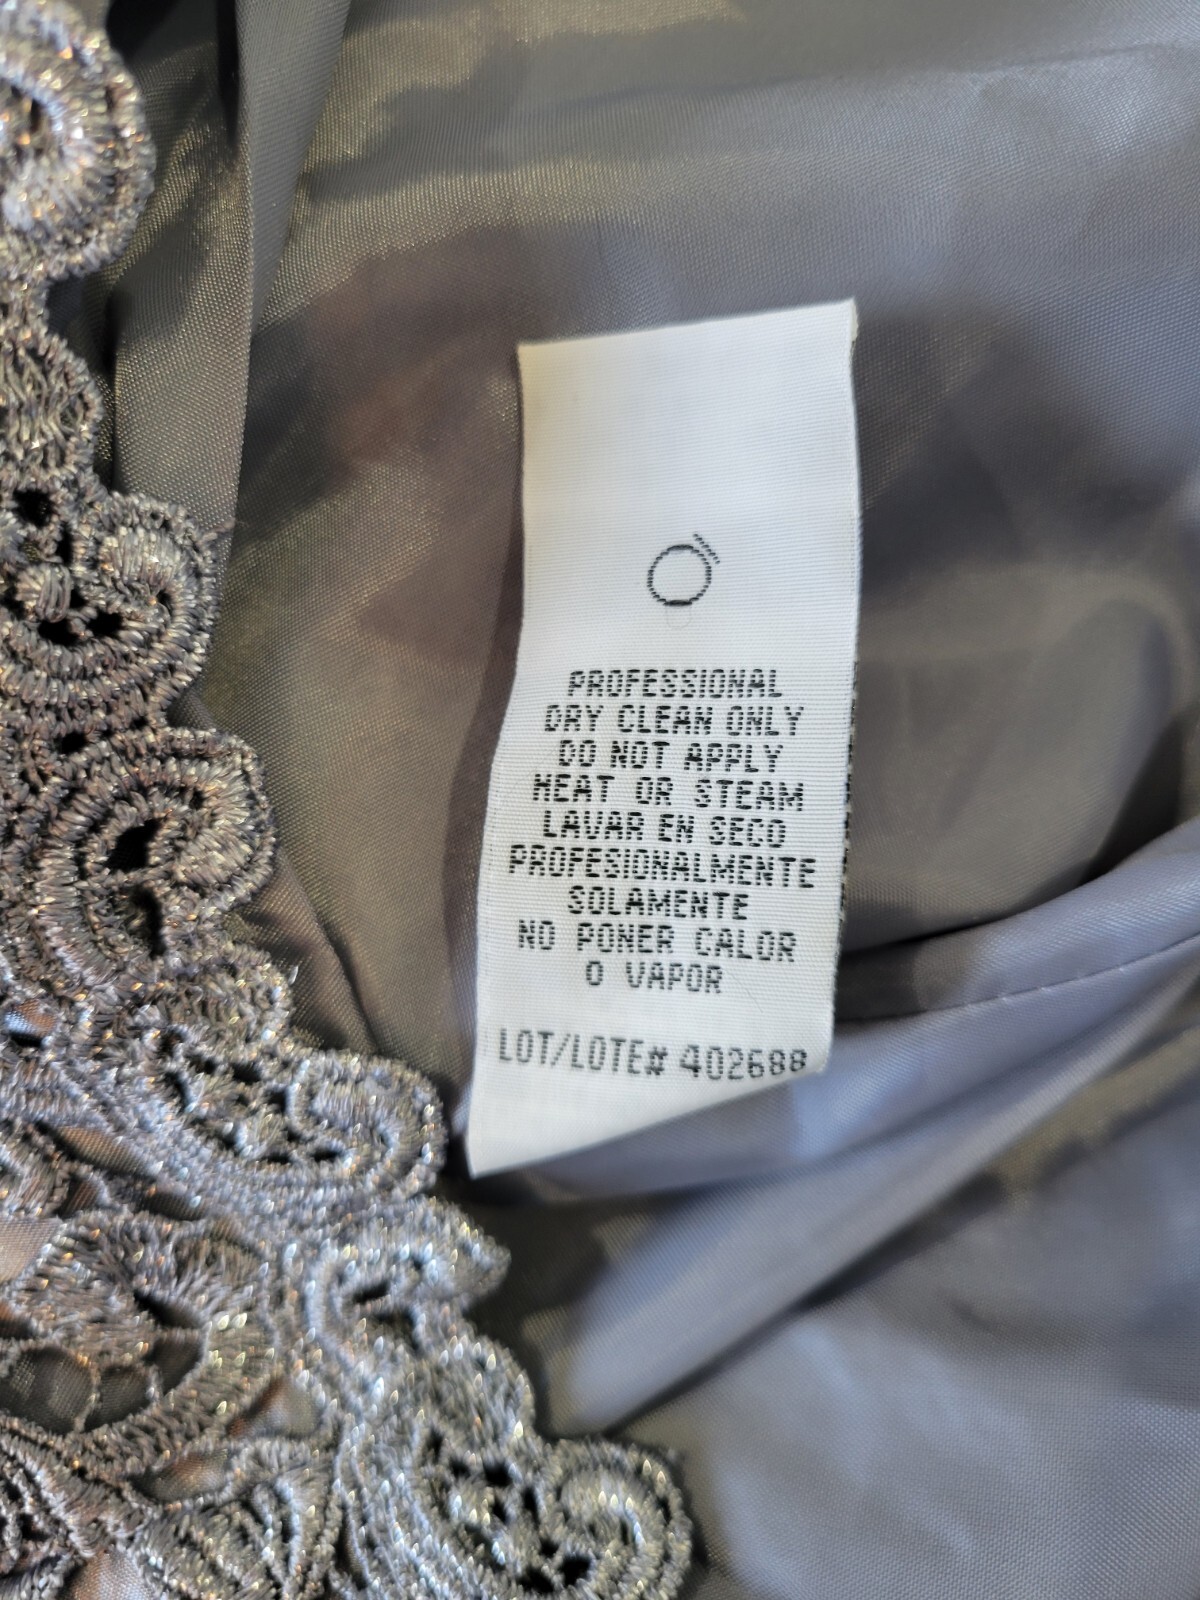 PROFESSIONAL
DRY CLEAN ONLY
DO NOT APPLY
HEAT OR STEAM
LAVAR EN SECO
PROFESIONALMENTE
SOLAMENTE
NO PONER CALOR
O VAPOR
LOT/LOTE# 402688